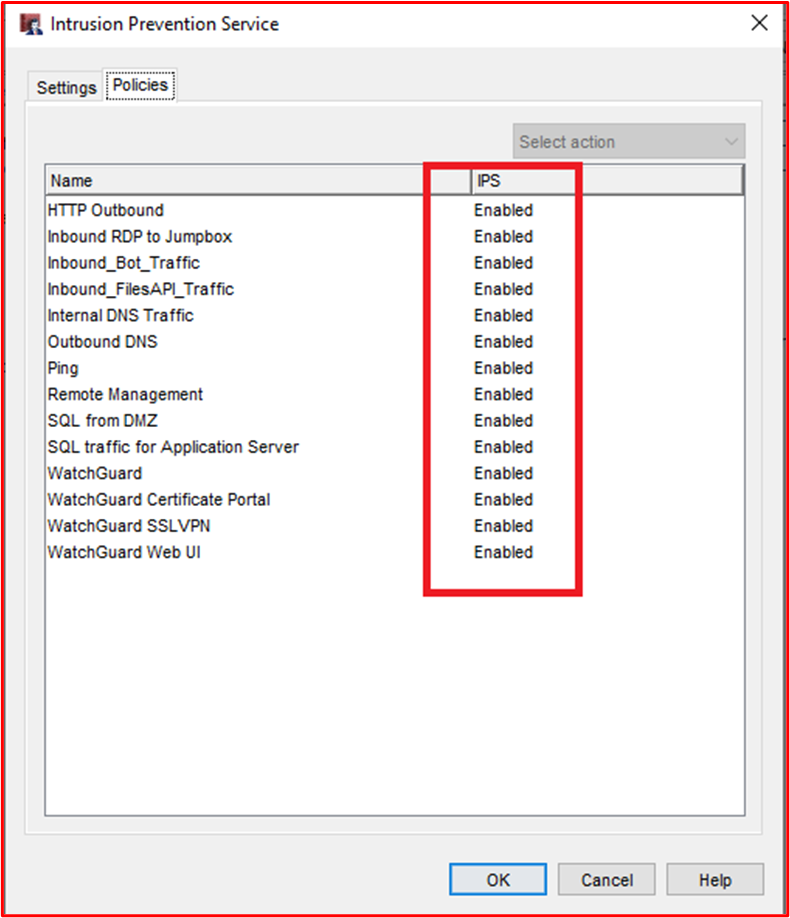 Intrusion Prevention Service
Settings Policies
Select action
Name IPS
HTTP Outbound Enabled
Inbound RDP to Jumpbox Enabled
Inbound_Bot_Traffic Enabled
Inbound_FilesAPI_Traffic Enabled
Internal DNS Traffic Enabled
Outbound DNS Enabled
Ping Enabled
Remote Management Enabled
SQL from DMZ Enabled
SQL traffic for Application Server Enabled
WatchGuard Enabled
WatchGuard Certificate Portal Enabled
WatchGuard SSLVPN Enabled
WatchGuard Web UI Enabled
OK Cancel Help